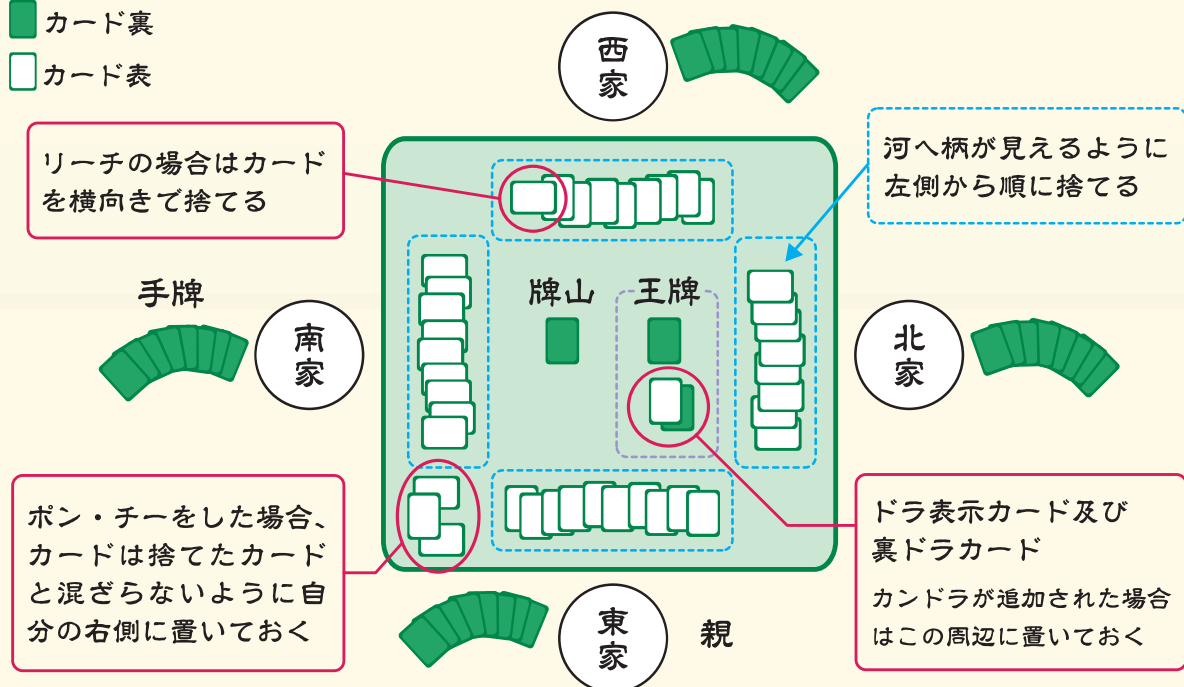 カード裏
カード表
西
家
リーチの場合はカード
を横向きで捨てる
河へ柄が見えるように
左側から順に捨てる
手牌
南
家
牌山
王牌
北
家
ポン・チーをした場合、
カードは捨てたカード
と混ざらないように自
分の右側に置いておく
ドラ表示カード及び
裏ドラカード
カンドラが追加された場合
はこの周辺に置いておく
東
家
親